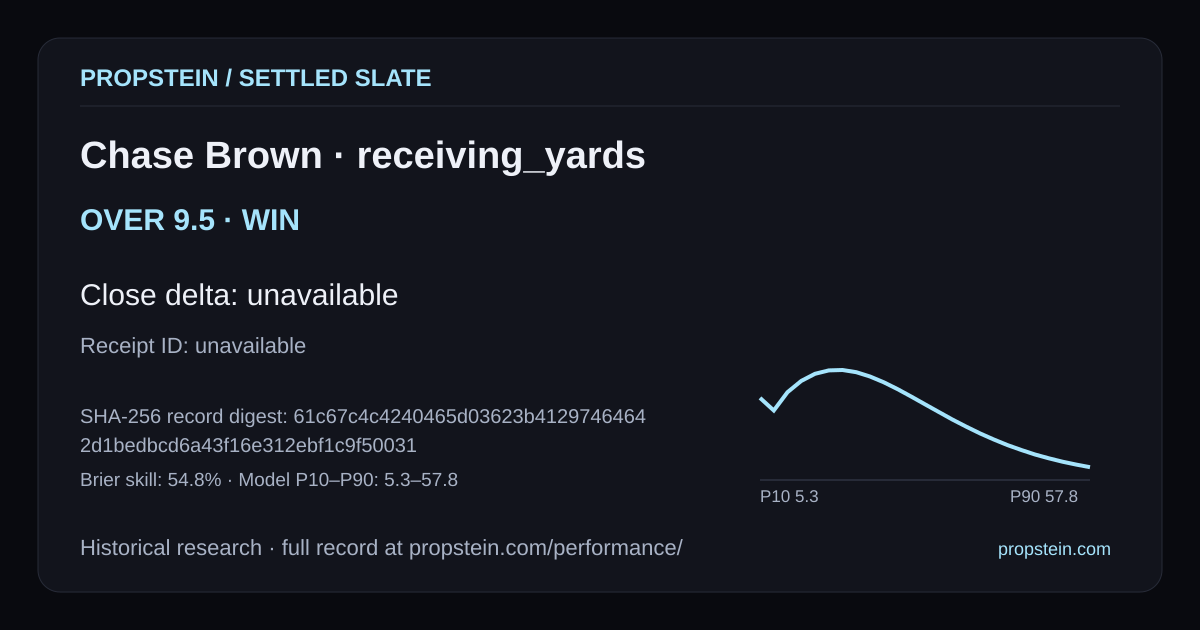 PROPSTEIN / SETTLED SLATE
Chase Brown · receiving_yards
OVER 9.5 · WIN
Close delta: unavailable
Receipt ID: unavailable
SHA-256 record digest: 61c67c4c4240465d03623b4129746464
2d1bedbcd6a43f16e312ebf1c9f50031
Brier skill: 54.8% · Model P10–P90: 5.3–57.8
P10 5.3
P90 57.8
Historical research · full record at propstein.com/performance/
propstein.com